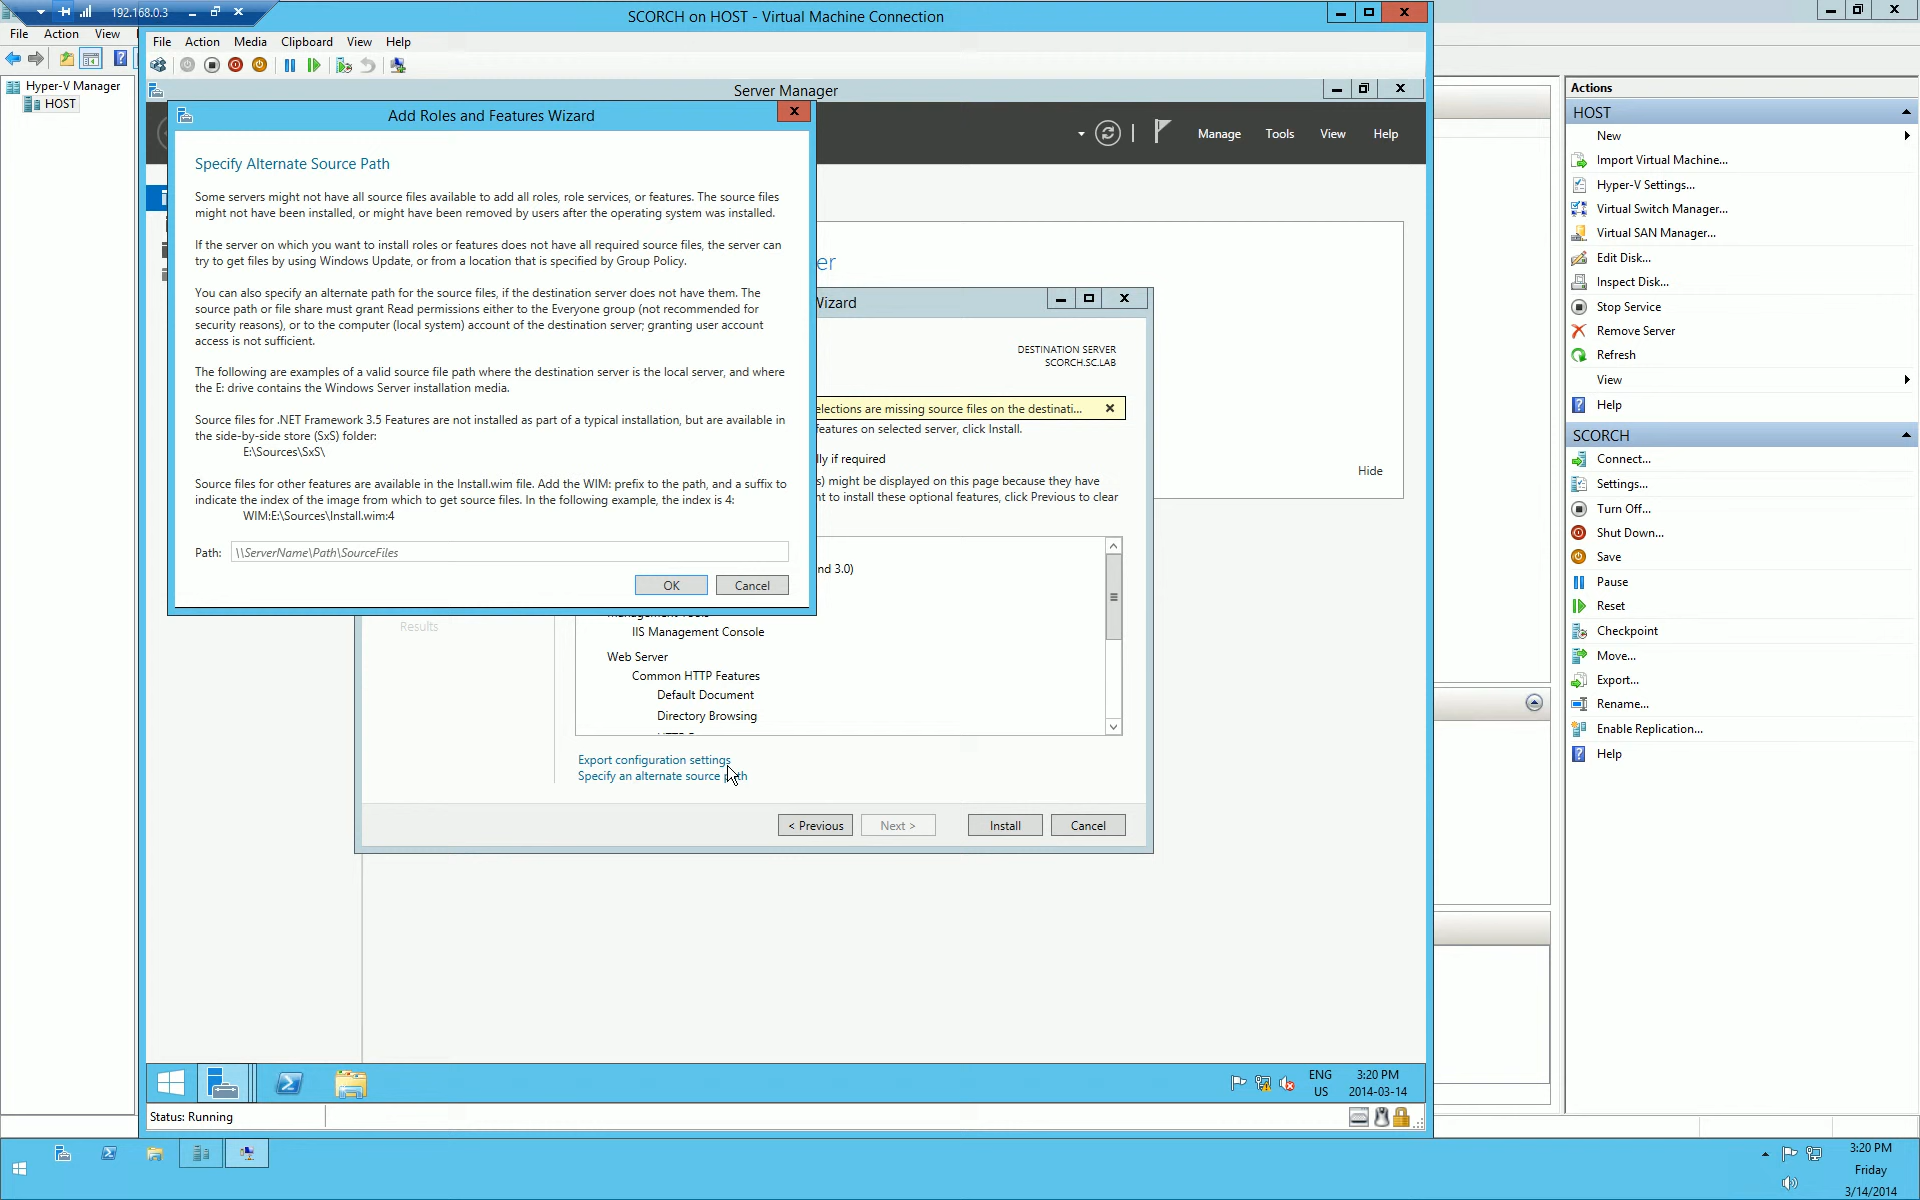 192.168.0.3
SCORCH on HOST - Virtual Machine Connection
File Action View
File Action Media Clipboard View Help
Hyper-V Manager
HOST
Server Manager
Manage Tools View Help
Add Roles and Features Wizard
Specify Alternate Source Path
Some servers might not have all source files available to add all roles, role services, or features. The source files
might not have been installed, or might have been removed by users after the operating system was installed.
If the server on which you want to install roles or features does not have all required source files, the server can
try to get files by using Windows Update, or from a location that is specified by Group Policy.
You can also specify an alternate path for the source files, if the destination server does not have them. The
source path or file share must grant Read permissions either to the Everyone group (not recommended for
security reasons), or to the computer (local system) account of the destination server; granting user account
access is not sufficient.
The following are examples of a valid source file path where the destination server is the local server, and where
the E: drive contains the Windows Server installation media.
Source files for .NET Framework 3.5 Features are not installed as part of a typical installation, but are available in
the side-by-side store (SxS) folder:
E:\Sources\SxS\
Source files for other features are available in the Install.wim file. Add the WIM: prefix to the path, and a suffix to
indicate the index of the image from which to get source files. In the following example, the index is 4:
WIM:E:\Sources\Install.wim:4
Path: \\ServerName\Path\SourceFiles
OK Cancel
er
Wizard
DESTINATION SERVER
SCORCH.SC.LAB
elections are missing source files on the destinati...
features on selected server, click Install.
lly if required
s) might be displayed on this page because they have
nt to install these optional features, click Previous to clear
nd 3.0)
Hide
Results
IIS Management Console
Web Server
Common HTTP Features
Default Document
Directory Browsing
Export configuration settings
Specify an alternate source path
< Previous Next > Install Cancel
ENG
US
3:20 PM
2014-03-14
Status: Running
Actions
HOST
New
Import Virtual Machine...
Hyper-V Settings...
Virtual Switch Manager...
Virtual SAN Manager...
Edit Disk...
Inspect Disk...
Stop Service
Remove Server
Refresh
View
Help
SCORCH
Connect...
Settings...
Turn Off...
Shut Down...
Save
Pause
Reset
Checkpoint
Move...
Export...
Rename...
Enable Replication...
Help
3:20 PM
Friday
3/14/2014